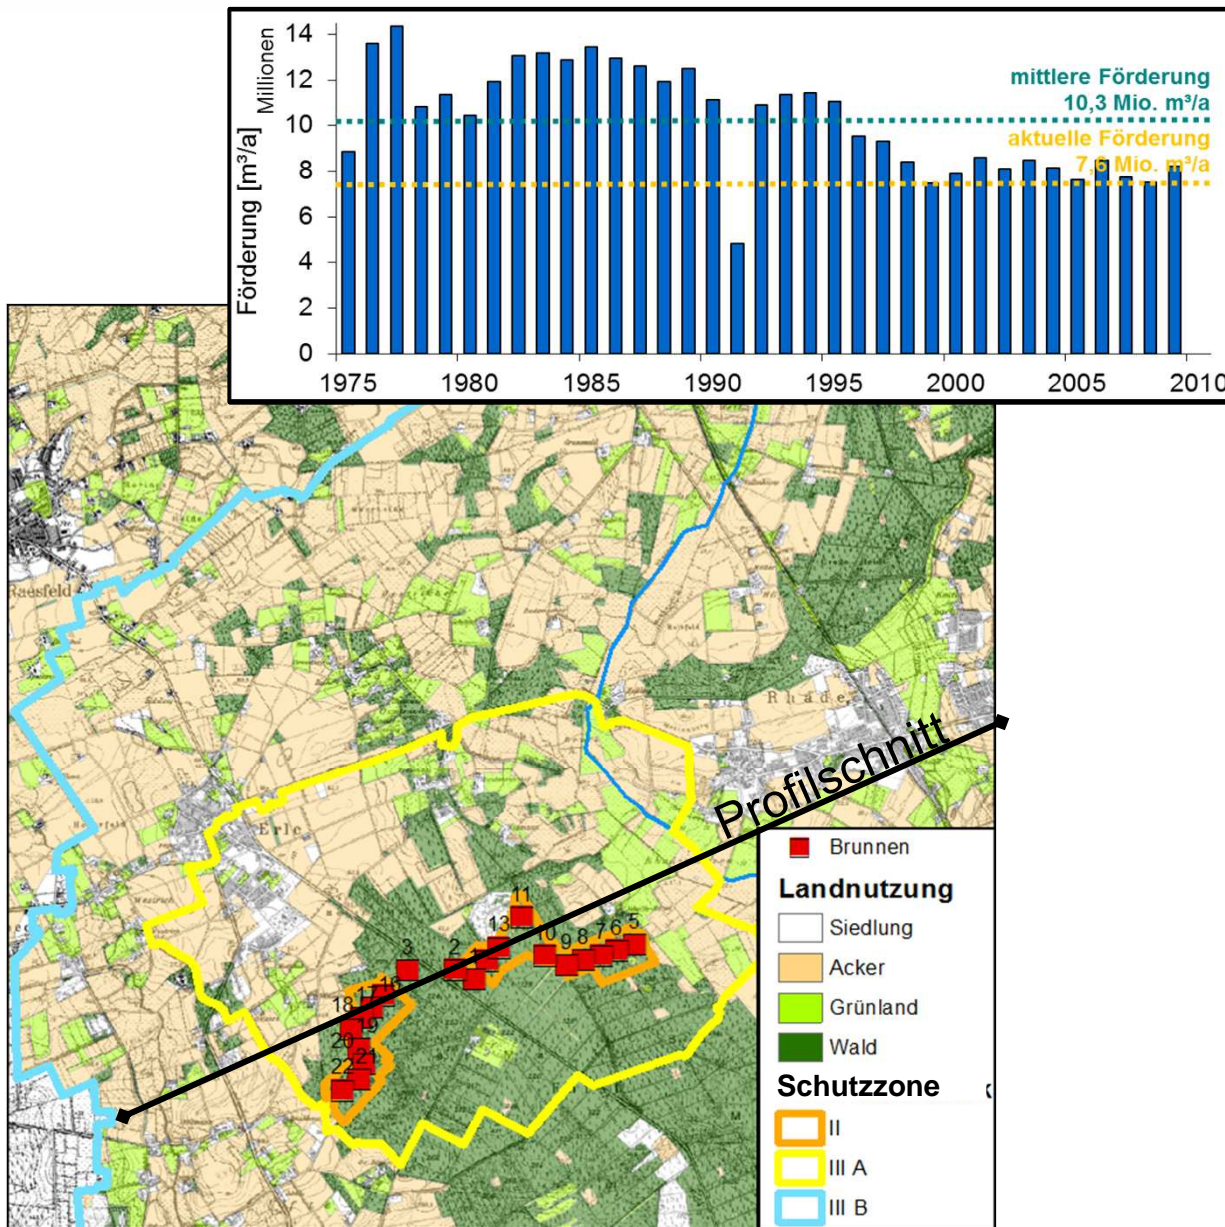 Millionen
Förderung [m³/a]
14
12
10
8
6
4
2
0
mittlere Förderung
10,3 Mio. m³/a
aktuelle Förderung
7,6 Mio. m³/a
1975 1980 1985 1990 1995 2000 2005 2010
Raesfeld
Rhade
Erle
Profilschnitt
11
13
10 9 8 7 6 5
3 2 1
16
18
19
20
21
22
Brunnen
Landnutzung
Siedlung
Acker
Grünland
Wald
Schutzzone
II
III A
III B